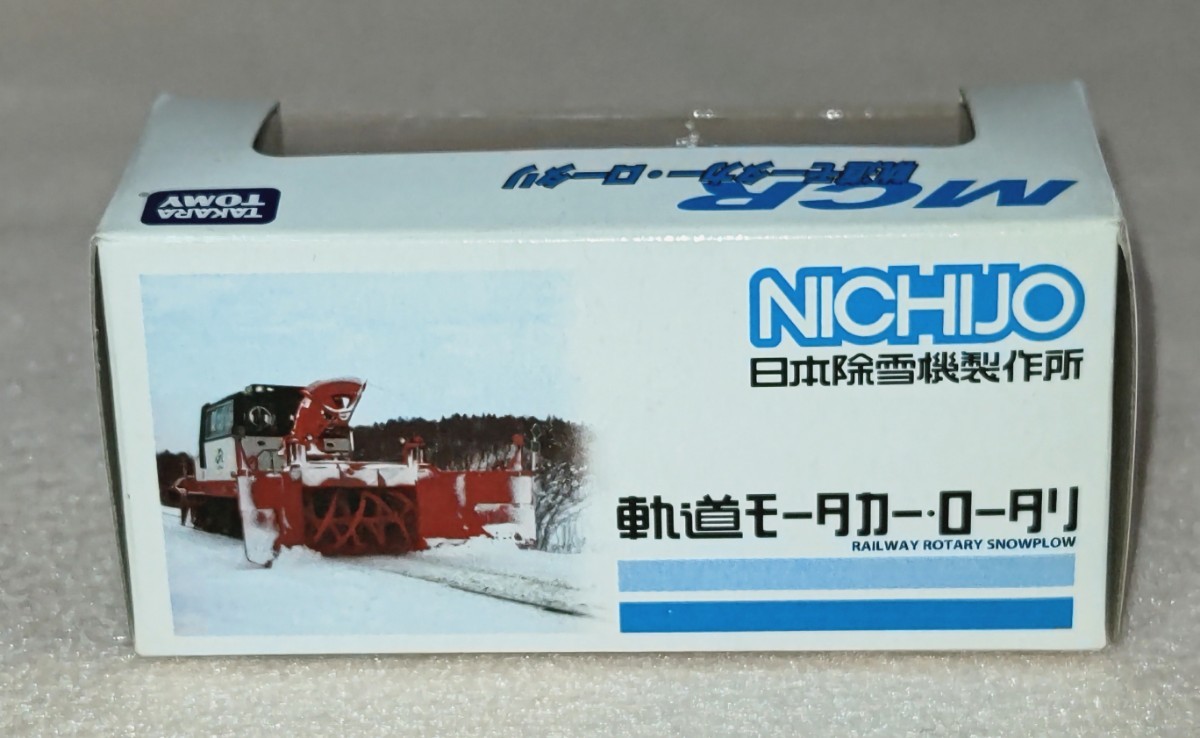 TAKARA
TOMY
MCR
軌道モータカー・ロータリ
NICHIJO
日本除雪機製作所
軌道モータカー・ロータリ
RAILWAY ROTARY SNOWPLOW